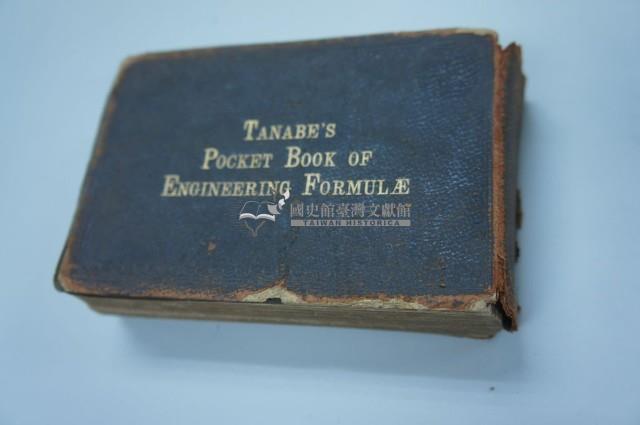 TANABE'S
POCKET BOOK OF
ENGINEERING FORMULÆ
國史館臺灣文獻館
TAIWAN HISTORICA